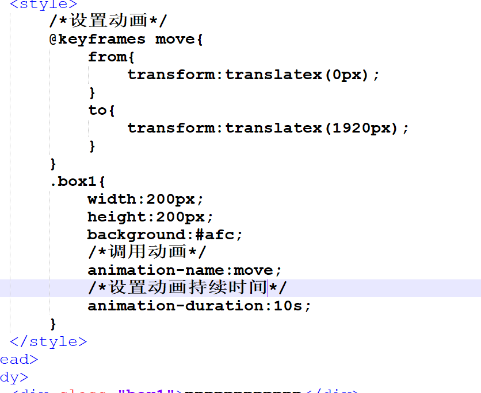 <style>
/*设置动画*/
@keyframes move{
from{
transform:translatex(0px);
}
to{
transform:translatex(1920px);
}
}
.box1{
width:200px;
height:200px;
background:#afc;
/*调用动画*/
animation-name:move;
/*设置动画持续时间*/
animation-duration:10s;
}
</style>
ead>
dy>